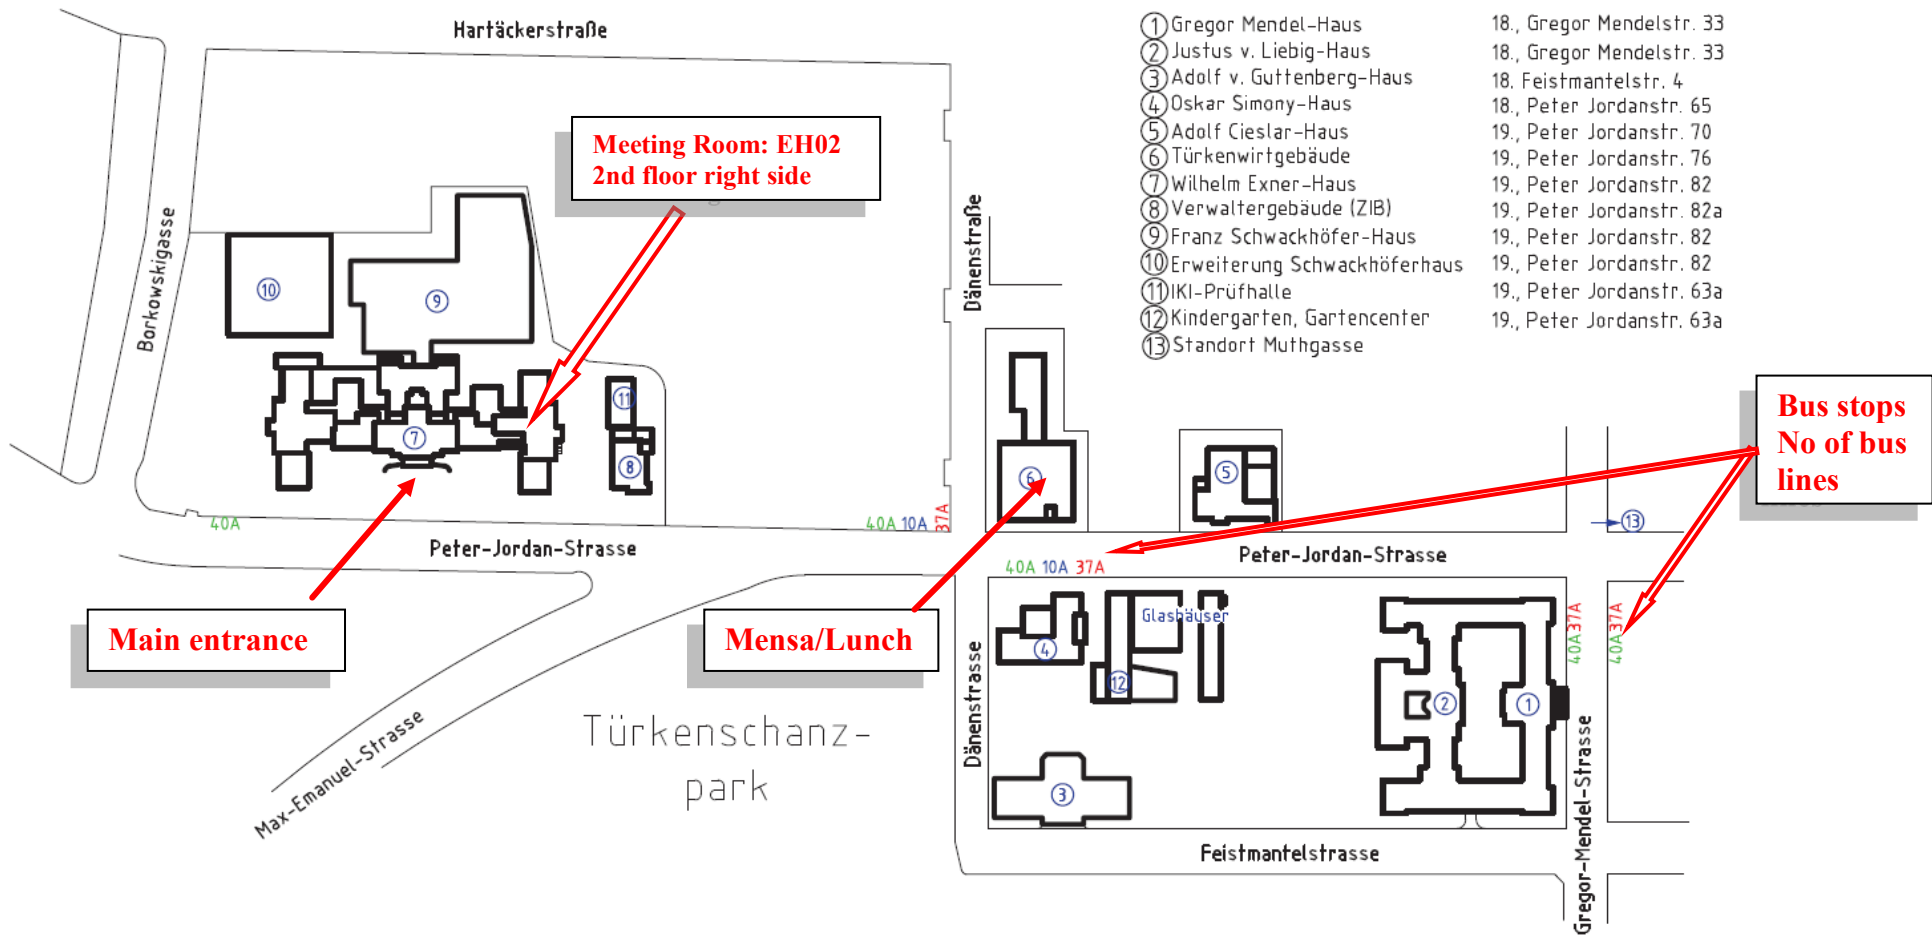 Hartäckerstraße
① Gregor Mendel-Haus 18., Gregor Mendelstr. 33
② Justus v. Liebig-Haus 18., Gregor Mendelstr. 33
③ Adolf v. Guttenberg-Haus 18. Feistmantelstr. 4
④ Oskar Simony-Haus 18., Peter Jordanstr. 65
⑤ Adolf Cieslar-Haus 19., Peter Jordanstr. 70
⑥ Türkenwirtgebäude 19., Peter Jordanstr. 76
⑦ Wilhelm Exner-Haus 19., Peter Jordanstr. 82
⑧ Verwaltergebäude (ZIB) 19., Peter Jordanstr. 82a
⑨ Franz Schwackhöfer-Haus 19., Peter Jordanstr. 82
⑩ Erweiterung Schwackhöferhaus 19., Peter Jordanstr. 82
⑪ IKI-Prüfhalle 19., Peter Jordanstr. 63a
⑫ Kindergarten, Gartencenter 19., Peter Jordanstr. 63a
⑬ Standort Muthgasse
Meeting Room: EH02
2nd floor right side
Borkowskigasse
Dänenstraße
⑩
⑨
⑪
⑦
⑧
⑥
⑤
Bus stops
No of bus
lines
40A
40A 10A 37A
⑬
Peter-Jordan-Strasse
Peter-Jordan-Strasse
40A 10A 37A
Main entrance
Mensa/Lunch
Glashäuser
④
⑫
②
①
③
40A 37A
40A 37A
Türkenschanz-
park
Max-Emanuel-Strasse
Dänenstrasse
Feistmantelstrasse
Gregor-Mendel-Strasse